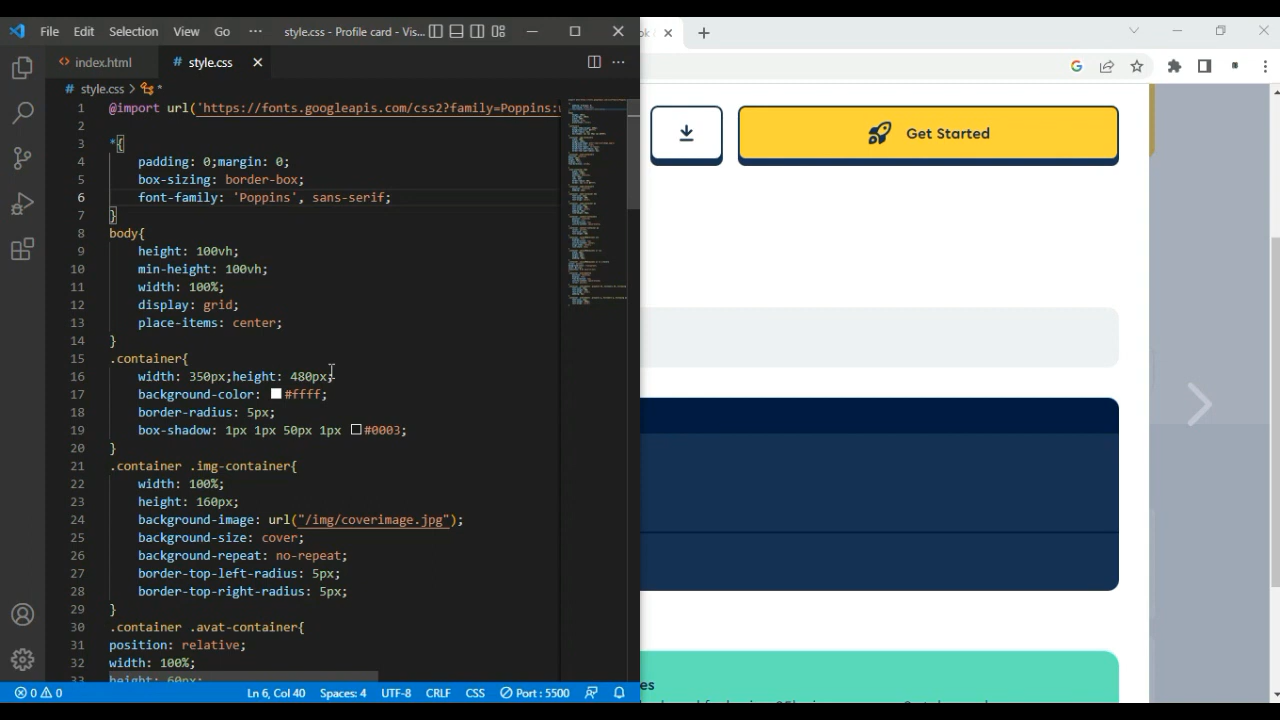 File Edit Selection View Go ··· style.css - Profile card - Vis...
index.html style.css
style.css > *
1 @import url('https://fonts.googleapis.com/css2?family=Poppins:
2
3 *{
4 padding: 0;margin: 0;
5 box-sizing: border-box;
6 font-family: 'Poppins', sans-serif;
7 }
8 body{
9 height: 100vh;
10 min-height: 100vh;
11 width: 100%;
12 display: grid;
13 place-items: center;
14 }
15 .container{
16 width: 350px;height: 480px;
17 background-color: #ffff;
18 border-radius: 5px;
19 box-shadow: 1px 1px 50px 1px #0003;
20 }
21 .container .img-container{
22 width: 100%;
23 height: 160px;
24 background-image: url("/img/coverimage.jpg");
25 background-size: cover;
26 background-repeat: no-repeat;
27 border-top-left-radius: 5px;
28 border-top-right-radius: 5px;
29 }
30 .container .avat-container{
31 position: relative;
32 width: 100%;
33 height: 60px;
0 0 Ln 6, Col 40 Spaces: 4 UTF-8 CRLF CSS Port : 5500
Get Started
es